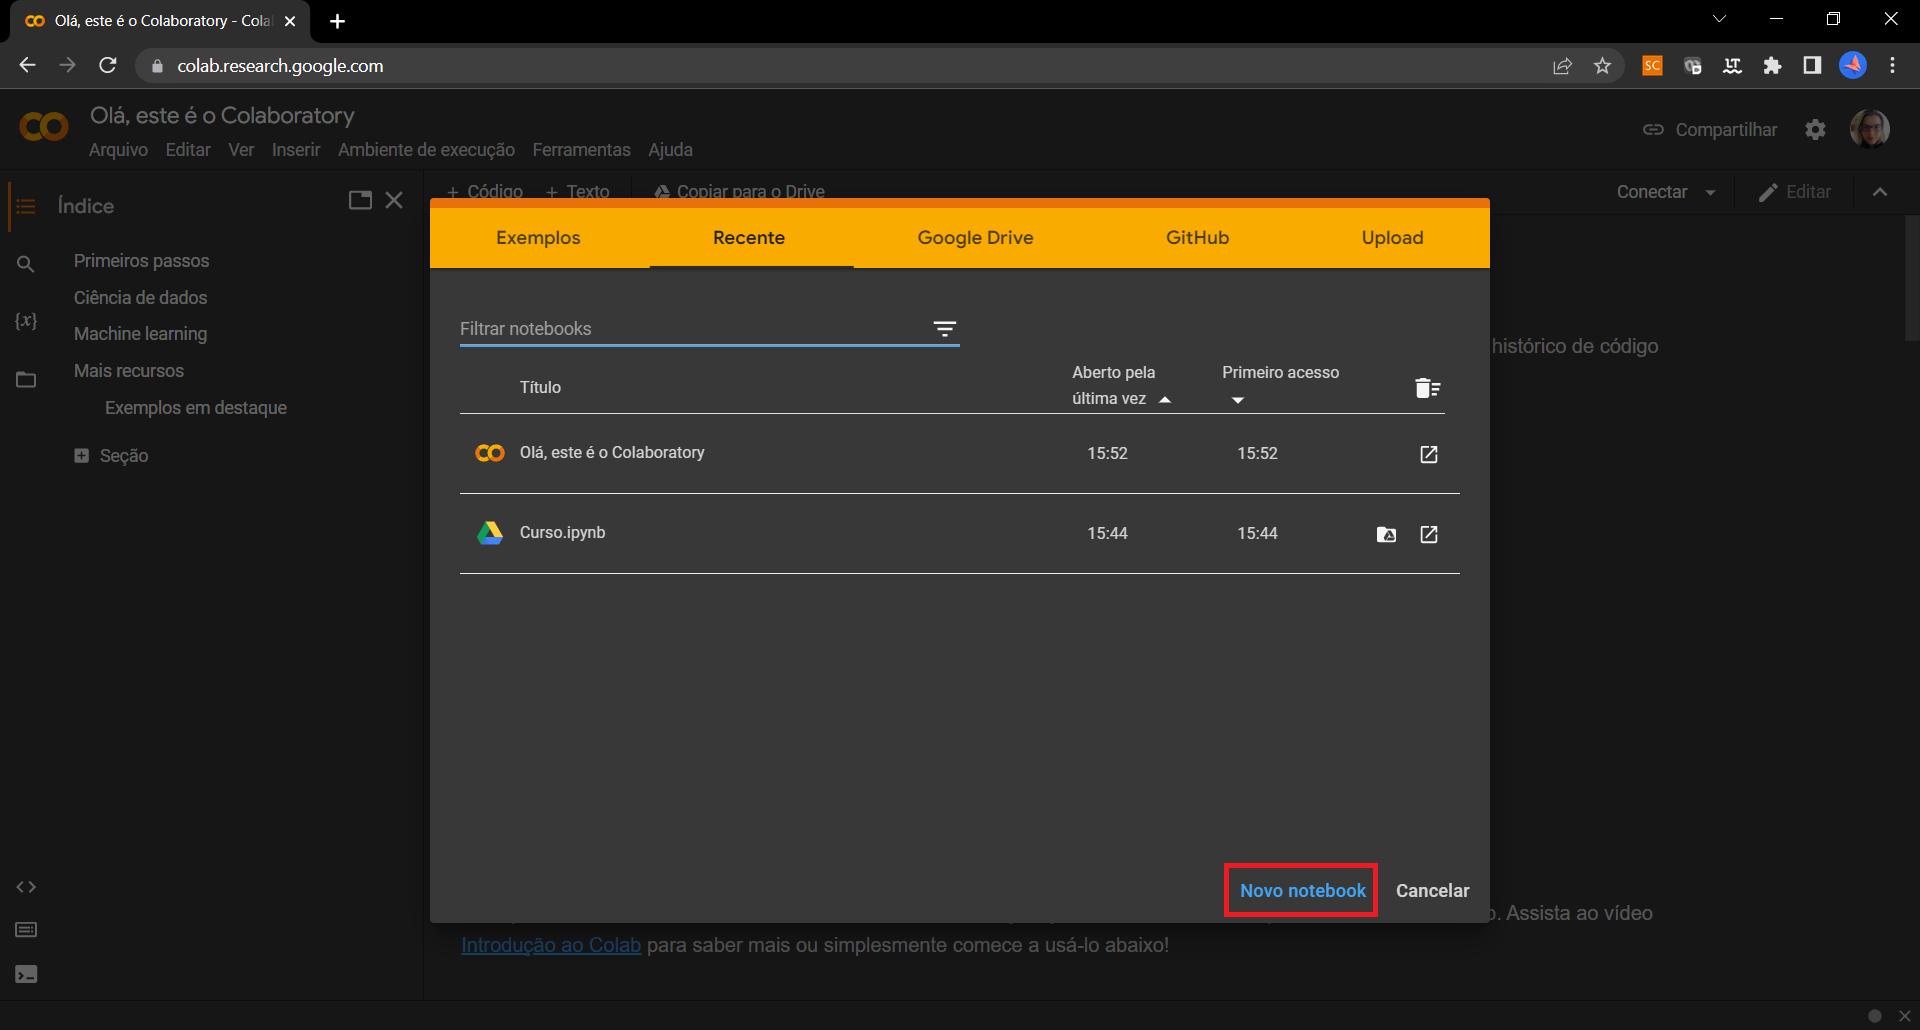 Olá, este é o Colaboratory - Cola
colab.research.google.com
Olá, este é o Colaboratory
Arquivo Editar Ver Inserir Ambiente de execução Ferramentas Ajuda
Compartilhar
+ Código + Texto Copiar para o Drive
Conectar Editar
Índice
Primeiros passos
Ciência de dados
Machine learning
Mais recursos
Exemplos em destaque
Seção
{x}
Exemplos Recente Google Drive GitHub Upload
Filtrar notebooks
Título
Aberto pela
última vez
Primeiro acesso
Olá, este é o Colaboratory 15:52 15:52
Curso.ipynb 15:44 15:44
Novo notebook Cancelar
histórico de código
o. Assista ao vídeo
Introdução ao Colab para saber mais ou simplesmente comece a usá-lo abaixo!
SC